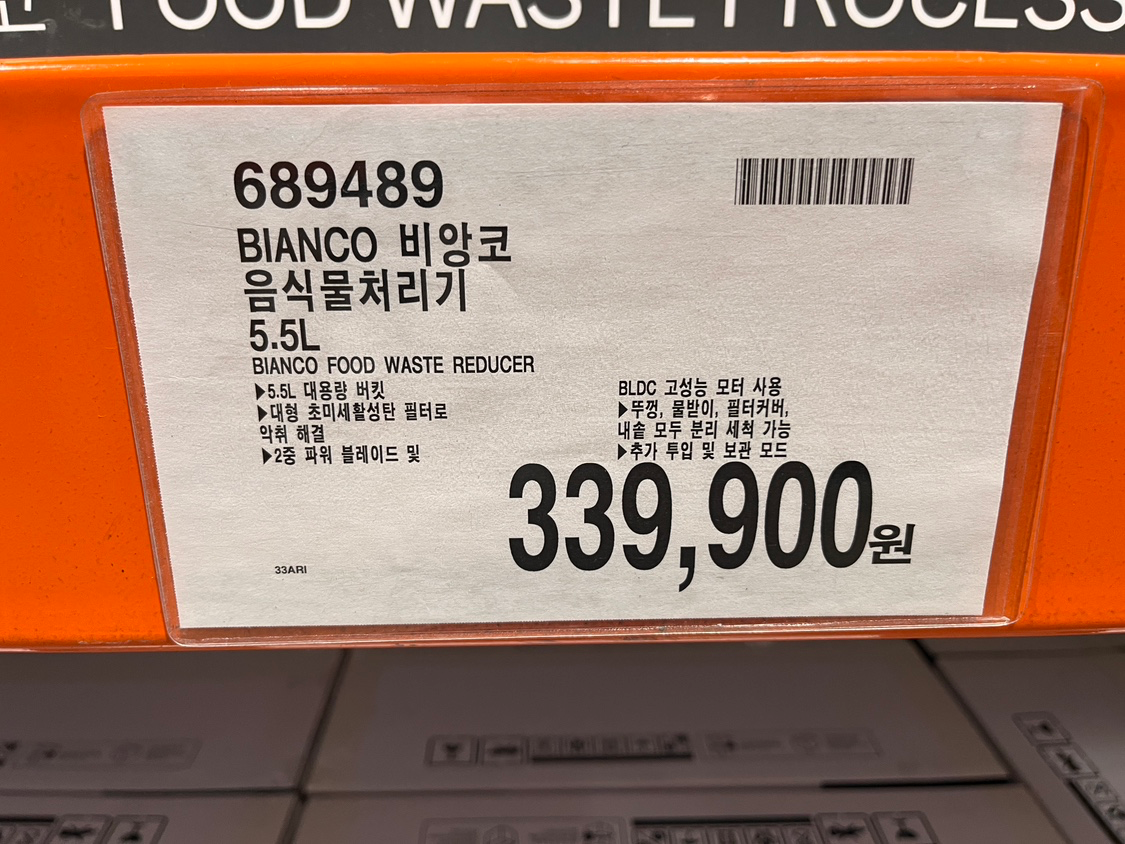 FOOD WASTE PROCESS
689489
BIANCO 비앙코
음식물처리기
5.5L
BIANCO FOOD WASTE REDUCER
▶5.5L 대용량 버킷
▶대형 초미세활성탄 필터로
악취 해결
▶2중 파워 블레이드 및
BLDC 고성능 모터 사용
▶뚜껑, 물받이, 필터커버,
내솥 모두 분리 세척 가능
▶추가 투입 및 보관 모드
339,900원
33ARI